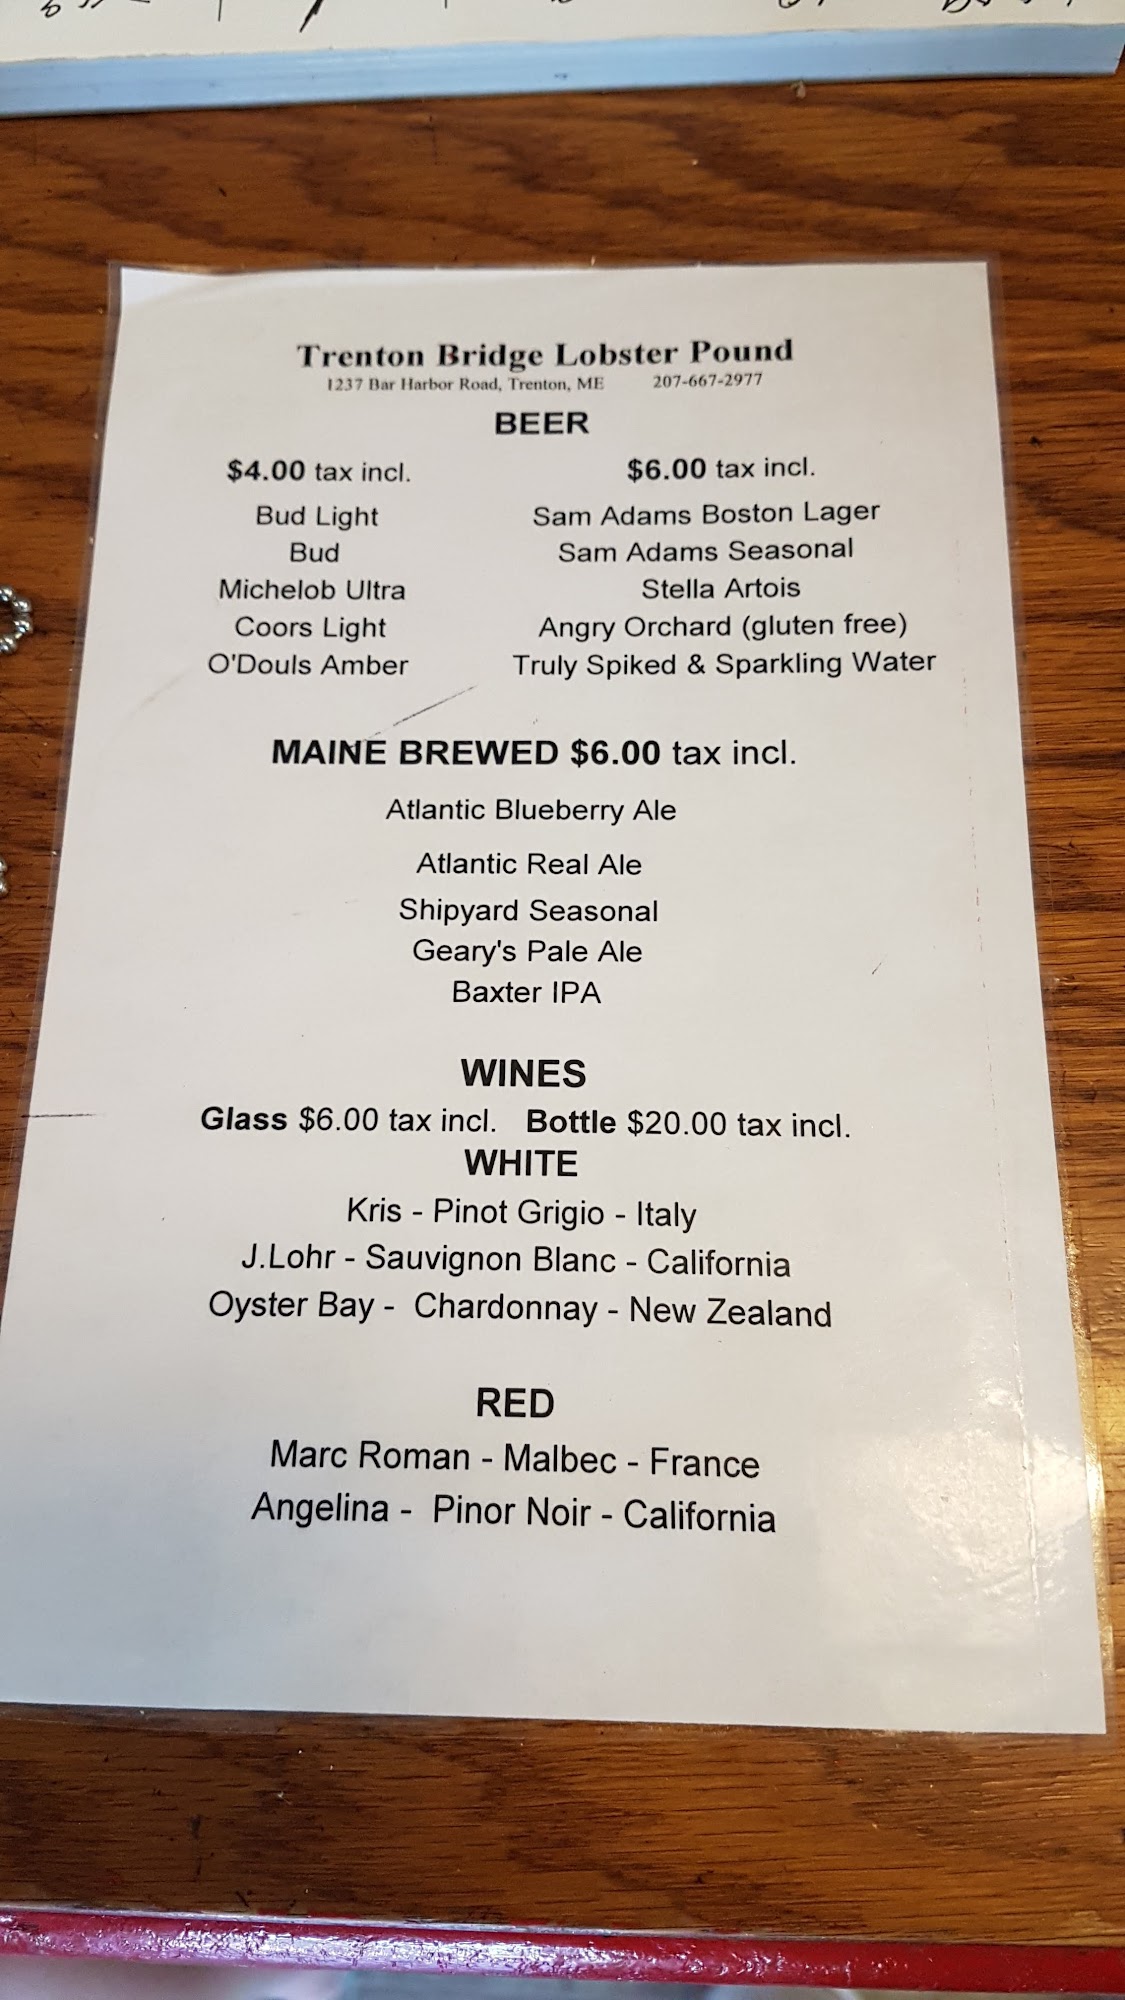 Trenton Bridge Lobster Pound
1237 Bar Harbor Road, Trenton, ME 207-667-2977
BEER
$4.00 tax incl. $6.00 tax incl.
Bud Light Sam Adams Boston Lager
Bud Sam Adams Seasonal
Michelob Ultra Stella Artois
Coors Light Angry Orchard (gluten free)
O'Douls Amber Truly Spiked & Sparkling Water
MAINE BREWED $6.00 tax incl.
Atlantic Blueberry Ale
Atlantic Real Ale
Shipyard Seasonal
Geary's Pale Ale
Baxter IPA
WINES
Glass $6.00 tax incl. Bottle $20.00 tax incl.
WHITE
Kris - Pinot Grigio - Italy
J.Lohr - Sauvignon Blanc - California
Oyster Bay - Chardonnay - New Zealand
RED
Marc Roman - Malbec - France
Angelina - Pinor Noir - California